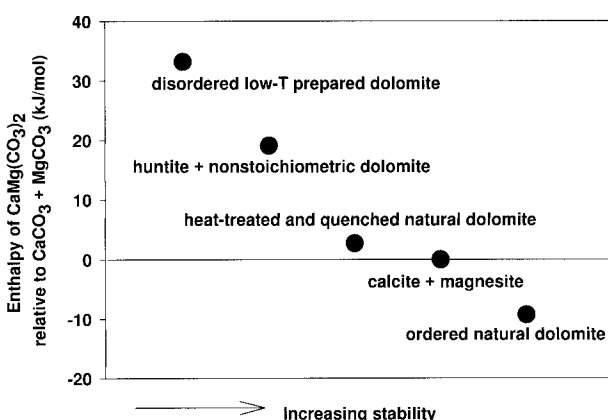 Enthalpy of CaMg(CO3)2
relative to CaCO3 + MgCO3 (kJ/mol)
40
30
20
10
0
-10
-20
disordered low-T prepared dolomite
huntite + nonstoichiometric dolomite
heat-treated and quenched natural dolomite
calcite + magnesite
ordered natural dolomite
Increasing stability